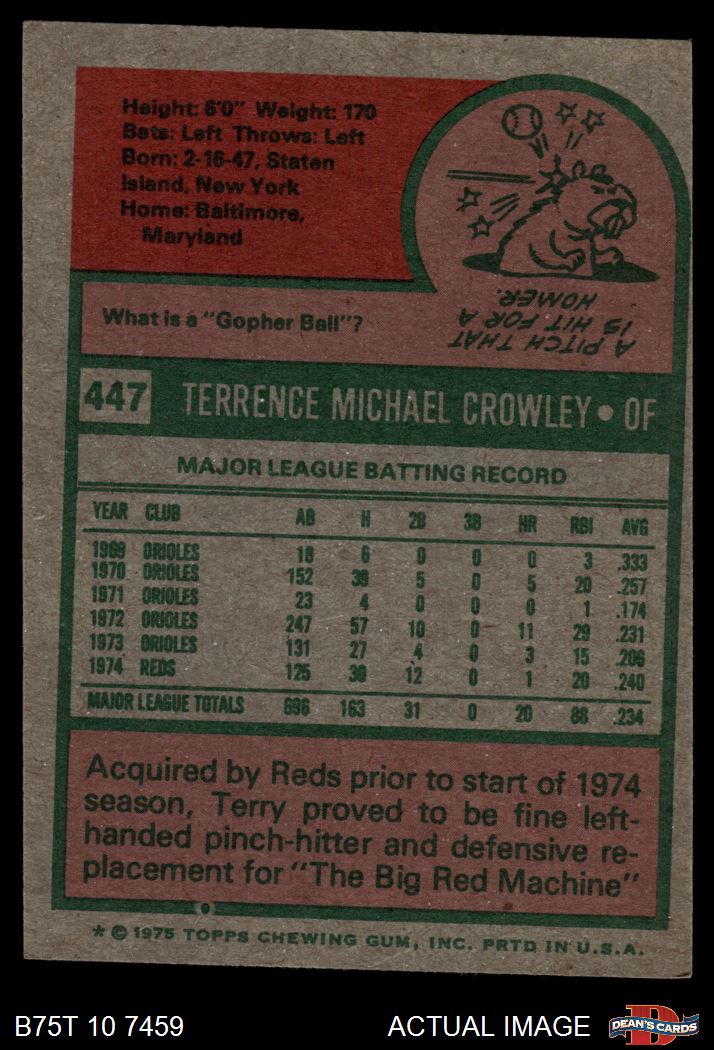 Height: 6'0" Weight: 170
Bats: Left Throws: Left
Born: 2-16-47, Staten
Island, New York
Home: Baltimore,
Maryland
What is a "Gopher Ball"?
A PITCH THAT
IS HIT FOR A
HOMER.
447 TERRENCE MICHAEL CROWLEY • OF
MAJOR LEAGUE BATTING RECORD
YEAR CLUB AB H 2B 3B HR RBI AVG
1969 ORIOLES 18 6 0 0 0 3 .333
1970 ORIOLES 152 39 5 0 5 20 .257
1971 ORIOLES 23 4 0 0 0 1 .174
1972 ORIOLES 247 57 10 0 11 29 .231
1973 ORIOLES 131 27 4 0 3 15 .206
1974 REDS 125 30 12 0 1 20 .240
MAJOR LEAGUE TOTALS 696 163 31 0 20 88 .234
Acquired by Reds prior to start of 1974
season, Terry proved to be fine left-
handed pinch-hitter and defensive re-
placement for "The Big Red Machine"
* © 1975 TOPPS CHEWING GUM, INC. PRTD IN U.S.A.
B75T 10 7459 ACTUAL IMAGE
D
DEAN'S CARDS